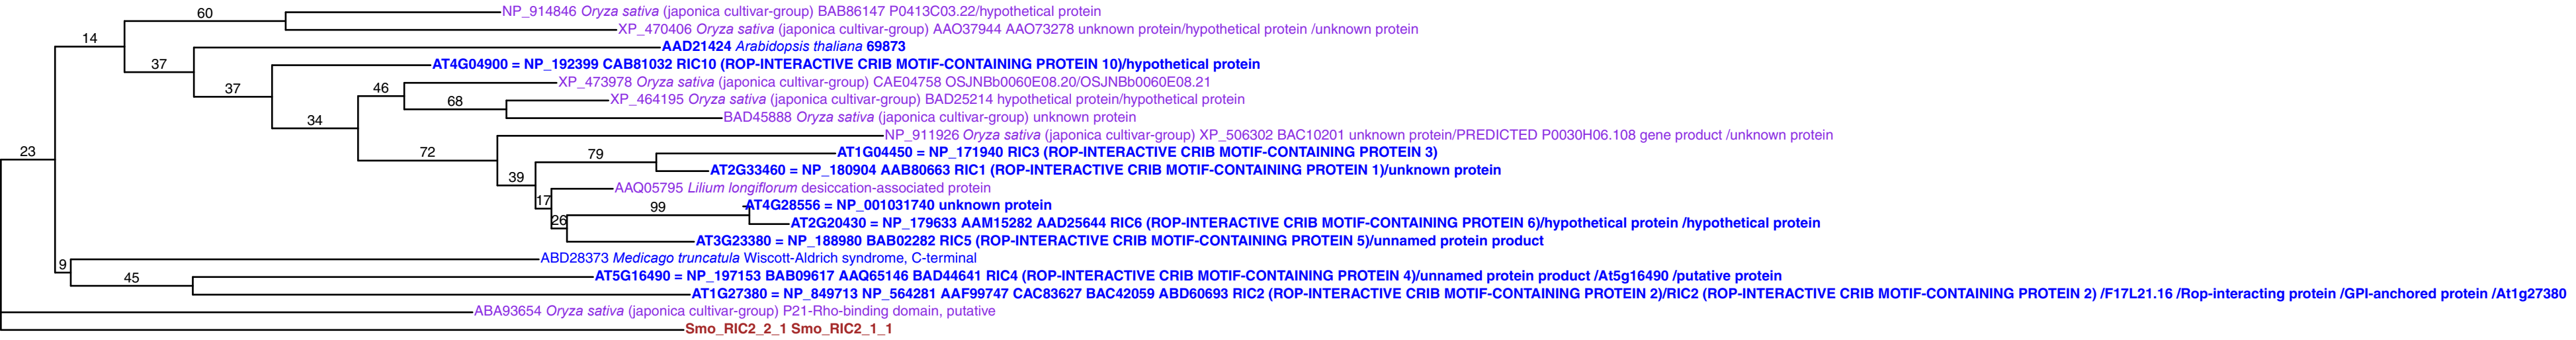 60
NP_914846 Oryza sativa (japonica cultivar-group) BAB86147 P0413C03.22/hypothetical protein
XP_470406 Oryza sativa (japonica cultivar-group) AAO37944 AAO73278 unknown protein/hypothetical protein /unknown protein
14
AAD21424 Arabidopsis thaliana 69873
37
AT4G04900 = NP_192399 CAB81032 RIC10 (ROP-INTERACTIVE CRIB MOTIF-CONTAINING PROTEIN 10)/hypothetical protein
37
46
XP_473978 Oryza sativa (japonica cultivar-group) CAE04758 OSJNBb0060E08.20/OSJNBb0060E08.21
68
XP_464195 Oryza sativa (japonica cultivar-group) BAD25214 hypothetical protein/hypothetical protein
34
BAD45888 Oryza sativa (japonica cultivar-group) unknown protein
NP_911926 Oryza sativa (japonica cultivar-group) XP_506302 BAC10201 unknown protein/PREDICTED P0030H06.108 gene product /unknown protein
23
72
79
AT1G04450 = NP_171940 RIC3 (ROP-INTERACTIVE CRIB MOTIF-CONTAINING PROTEIN 3)
AT2G33460 = NP_180904 AAB80663 RIC1 (ROP-INTERACTIVE CRIB MOTIF-CONTAINING PROTEIN 1)/unknown protein
39
AAQ05795 Lilium longiflorum desiccation-associated protein
17
99
AT4G28556 = NP_001031740 unknown protein
26
AT2G20430 = NP_179633 AAM15282 AAD25644 RIC6 (ROP-INTERACTIVE CRIB MOTIF-CONTAINING PROTEIN 6)/hypothetical protein /hypothetical protein
AT3G23380 = NP_188980 BAB02282 RIC5 (ROP-INTERACTIVE CRIB MOTIF-CONTAINING PROTEIN 5)/unnamed protein product
9
ABD28373 Medicago truncatula Wiscott-Aldrich syndrome, C-terminal
45
AT5G16490 = NP_197153 BAB09617 AAQ65146 BAD44641 RIC4 (ROP-INTERACTIVE CRIB MOTIF-CONTAINING PROTEIN 4)/unnamed protein product /At5g16490 /putative protein
AT1G27380 = NP_849713 NP_564281 AAF99747 CAC83627 BAC42059 ABD60693 RIC2 (ROP-INTERACTIVE CRIB MOTIF-CONTAINING PROTEIN 2)/RIC2 (ROP-INTERACTIVE CRIB MOTIF-CONTAINING PROTEIN 2) /F17L21.16 /Rop-interacting protein /GPI-anchored protein /At1g27380
ABA93654 Oryza sativa (japonica cultivar-group) P21-Rho-binding domain, putative
Smo_RIC2_2_1 Smo_RIC2_1_1